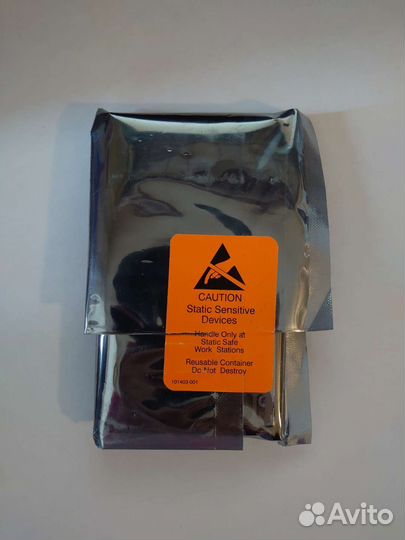 CAUTION
Static Sensitive
Devices
Handle Only at
Static Safe
Work Stations
Reusable Container
Do Not Destroy
101403-001
Avito